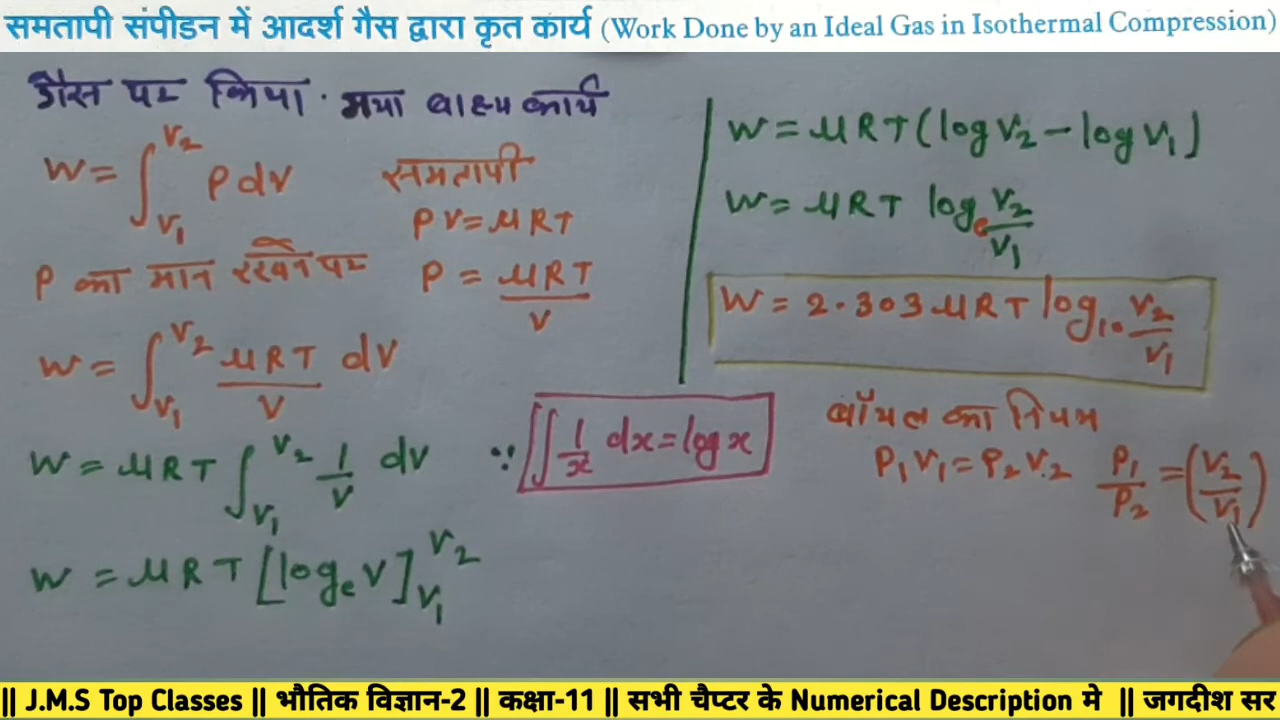 समतापी संपीडन में आदर्श गैस द्वारा कृत कार्य (Work Done by an Ideal Gas in Isothermal Compression)
गैस पर किया गया बाह्य कार्य
W = ∫_{V₁}^{V₂} P dV
समतापी
PV = μRT
P का मान रखने पर
P = μRT/V
W = ∫_{V₁}^{V₂} μRT/V dV
W = μRT ∫_{V₁}^{V₂} 1/V dV
∵ ∫ 1/x dx = log x
W = μRT [logₑV]_{V₁}^{V₂}
W = μRT (log V₂ − log V₁)
W = μRT logₑ V₂/V₁
W = 2.303 μRT log₁₀ V₂/V₁
बॉयल का नियम
P₁V₁ = P₂V₂ P₁/P₂ = (V₂/V₁)
|| J.M.S Top Classes || भौतिक विज्ञान-2 || कक्षा-11 || सभी चैप्टर के Numerical Description मे || जगदीश सर